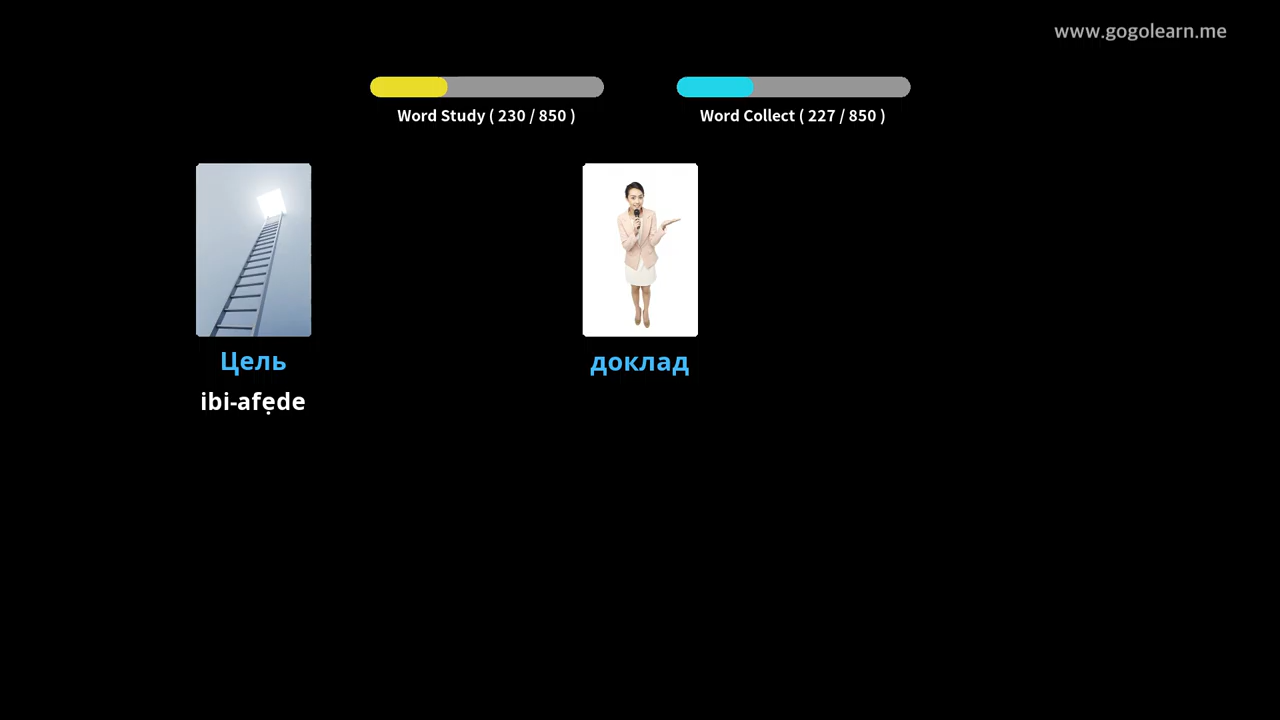 www.gogolearn.me
Word Study ( 230 / 850 )
Word Collect ( 227 / 850 )
Цель
ibi-afẹde
доклад